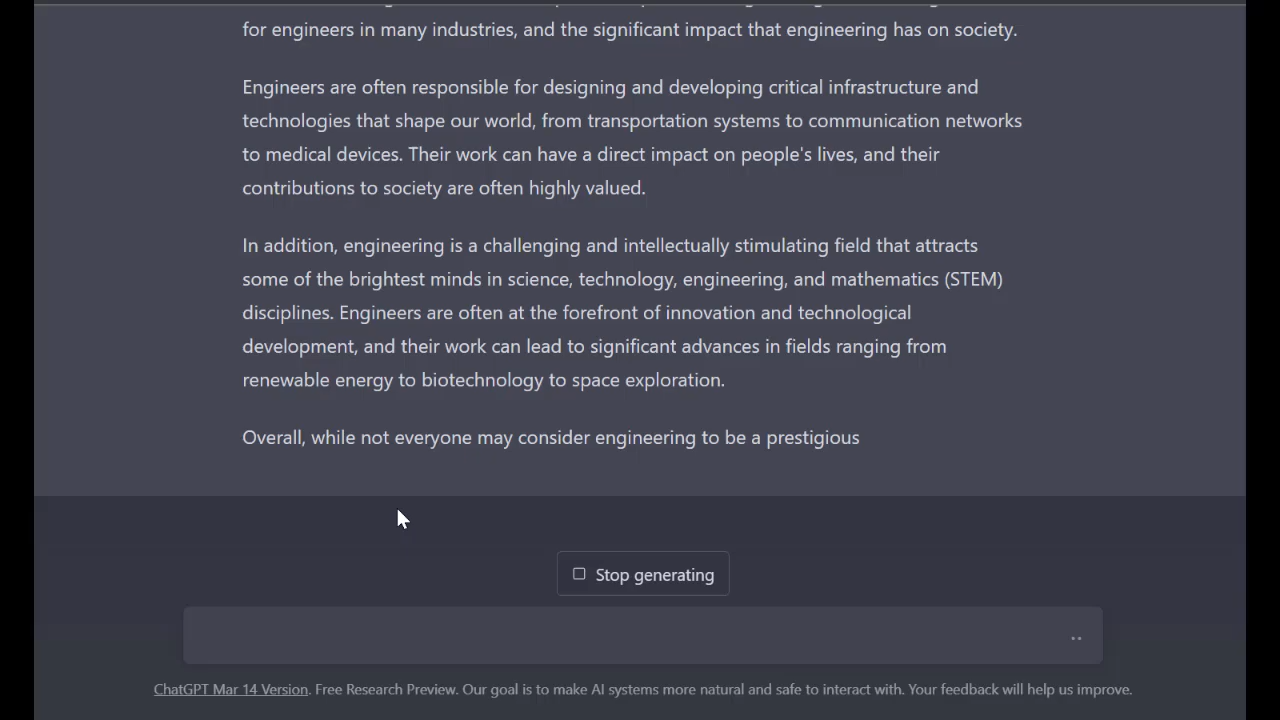 for engineers in many industries, and the significant impact that engineering has on society.
Engineers are often responsible for designing and developing critical infrastructure and
technologies that shape our world, from transportation systems to communication networks
to medical devices. Their work can have a direct impact on people's lives, and their
contributions to society are often highly valued.
In addition, engineering is a challenging and intellectually stimulating field that attracts
some of the brightest minds in science, technology, engineering, and mathematics (STEM)
disciplines. Engineers are often at the forefront of innovation and technological
development, and their work can lead to significant advances in fields ranging from
renewable energy to biotechnology to space exploration.
Overall, while not everyone may consider engineering to be a prestigious
Stop generating
ChatGPT Mar 14 Version. Free Research Preview. Our goal is to make AI systems more natural and safe to interact with. Your feedback will help us improve.